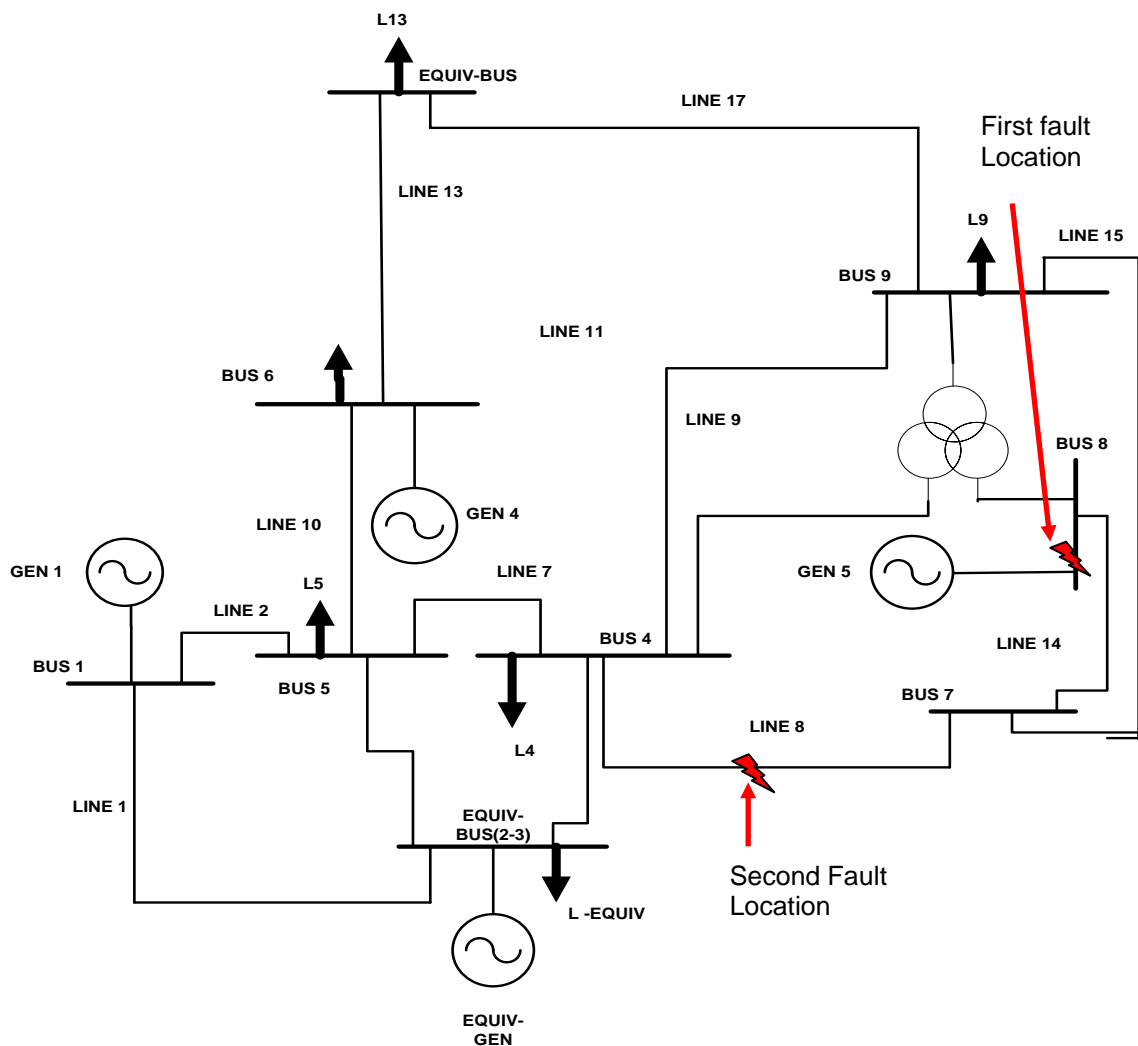 L13
EQUIV-BUS
LINE 17
First fault
Location
LINE 13
L9
LINE 15
BUS 9
LINE 11
BUS 6
LINE 9
BUS 8
GEN 4
LINE 10
GEN 1
LINE 7
GEN 5
L5
LINE 2
BUS 4
LINE 14
BUS 1
BUS 5
BUS 7
LINE 8
L4
LINE 1
EQUIV-
BUS(2-3)
Second Fault
Location
L -EQUIV
EQUIV-
GEN